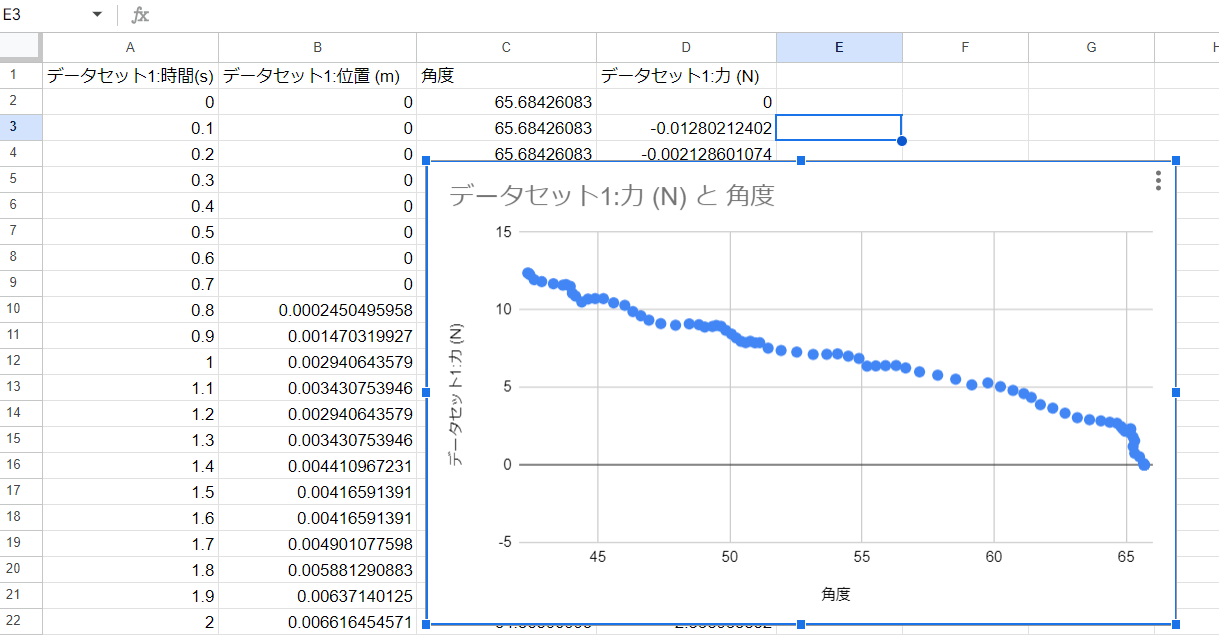 E3 fx
A B C D E F G H
1 データセット1:時間(s) データセット1:位置 (m) 角度 データセット1:力 (N)
2 0 0 65.68426083 0
3 0.1 0 65.68426083 -0.01280212402
4 0.2 0 65.68426083 -0.002128601074
5 0.3 0
6 0.4 0
7 0.5 0
8 0.6 0
9 0.7 0
10 0.8 0.0002450495958
11 0.9 0.001470319927
12 1 0.002940643579
13 1.1 0.003430753946
14 1.2 0.002940643579
15 1.3 0.003430753946
16 1.4 0.004410967231
17 1.5 0.00416591391
18 1.6 0.00416591391
19 1.7 0.004901077598
20 1.8 0.005881290883
21 1.9 0.00637140125
22 2 0.006616454571
データセット1:力 (N) と 角度
データセット1:力 (N)
15
10
5
0
-5
45 50 55 60 65
角度